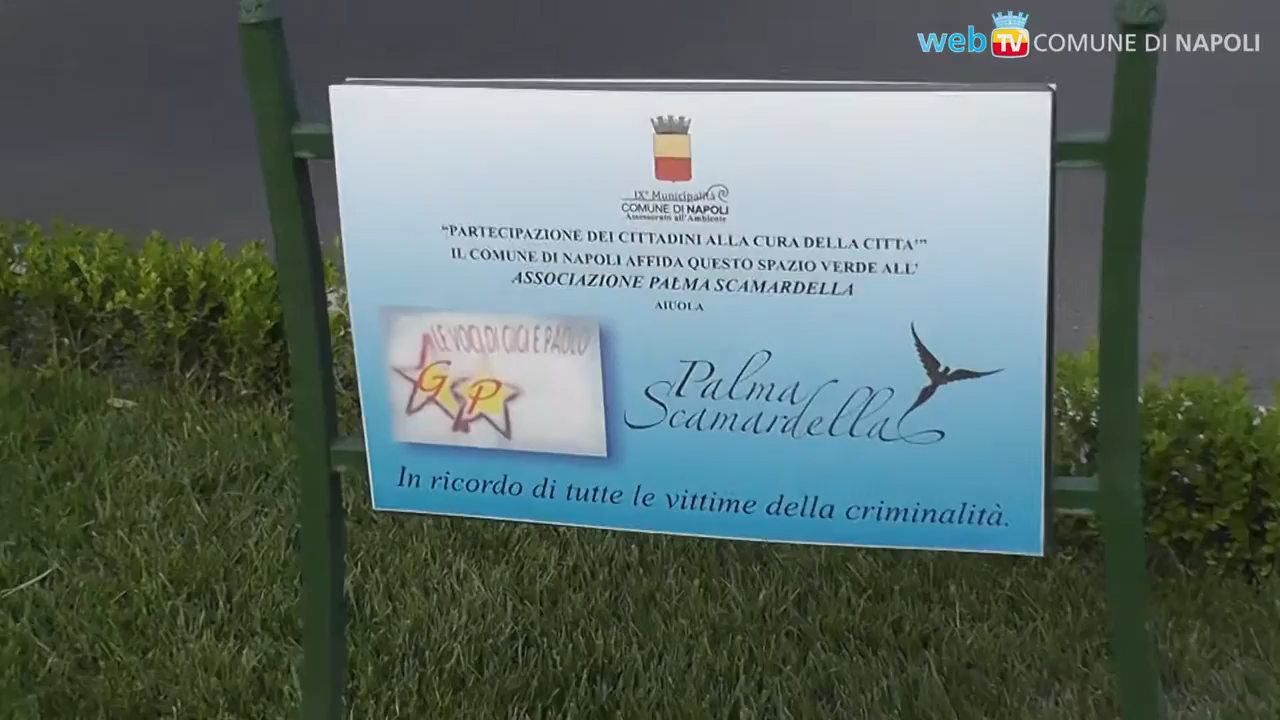 web TV COMUNE DI NAPOLI
IXª Municipalità
COMUNE DI NAPOLI
Assessorato all'Ambiente
"PARTECIPAZIONE DEI CITTADINI ALLA CURA DELLA CITTA'"
IL COMUNE DI NAPOLI AFFIDA QUESTO SPAZIO VERDE ALL'
ASSOCIAZIONE PALMA SCAMARDELLA
AIUOLA
LE VOCI DI GIGI E PAOLO
G P
Palma
Scamardella
In ricordo di tutte le vittime della criminalità.